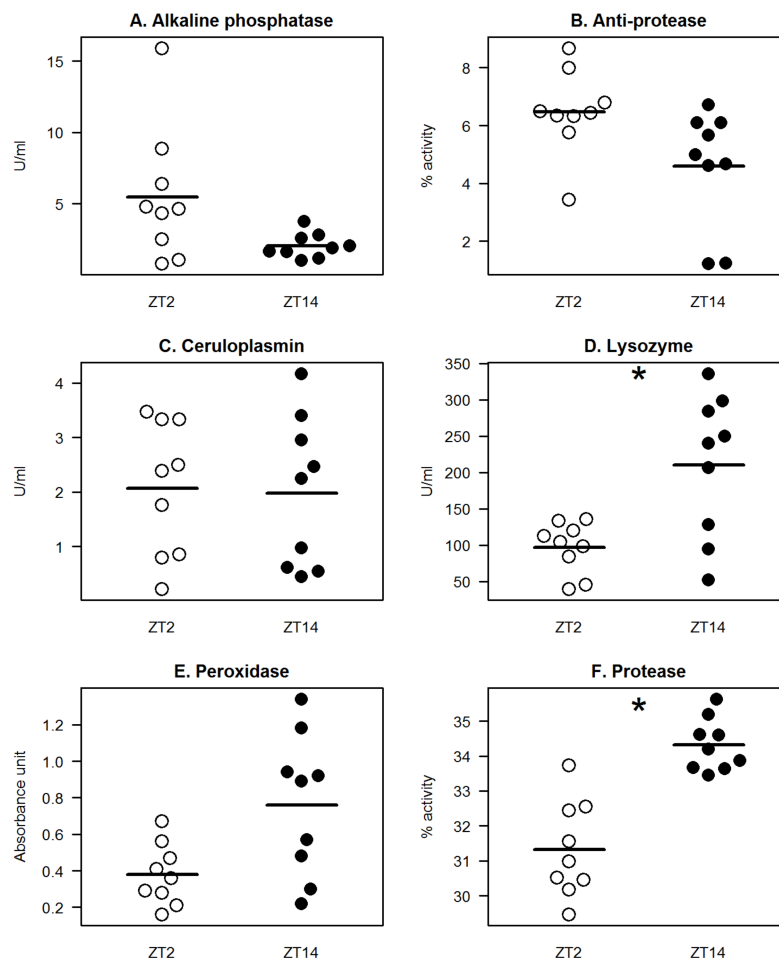 A. Alkaline phosphatase
U/ml
15
10
5
ZT2 ZT14
B. Anti-protease
% activity
8
6
4
2
ZT2 ZT14
C. Ceruloplasmin
U/ml
4
3
2
1
ZT2 ZT14
D. Lysozyme
U/ml
350
300
250
200
150
100
50
*
ZT2 ZT14
E. Peroxidase
Absorbance unit
1.2
1.0
0.8
0.6
0.4
0.2
ZT2 ZT14
F. Protease
% activity
35
34
33
32
31
30
*
ZT2 ZT14